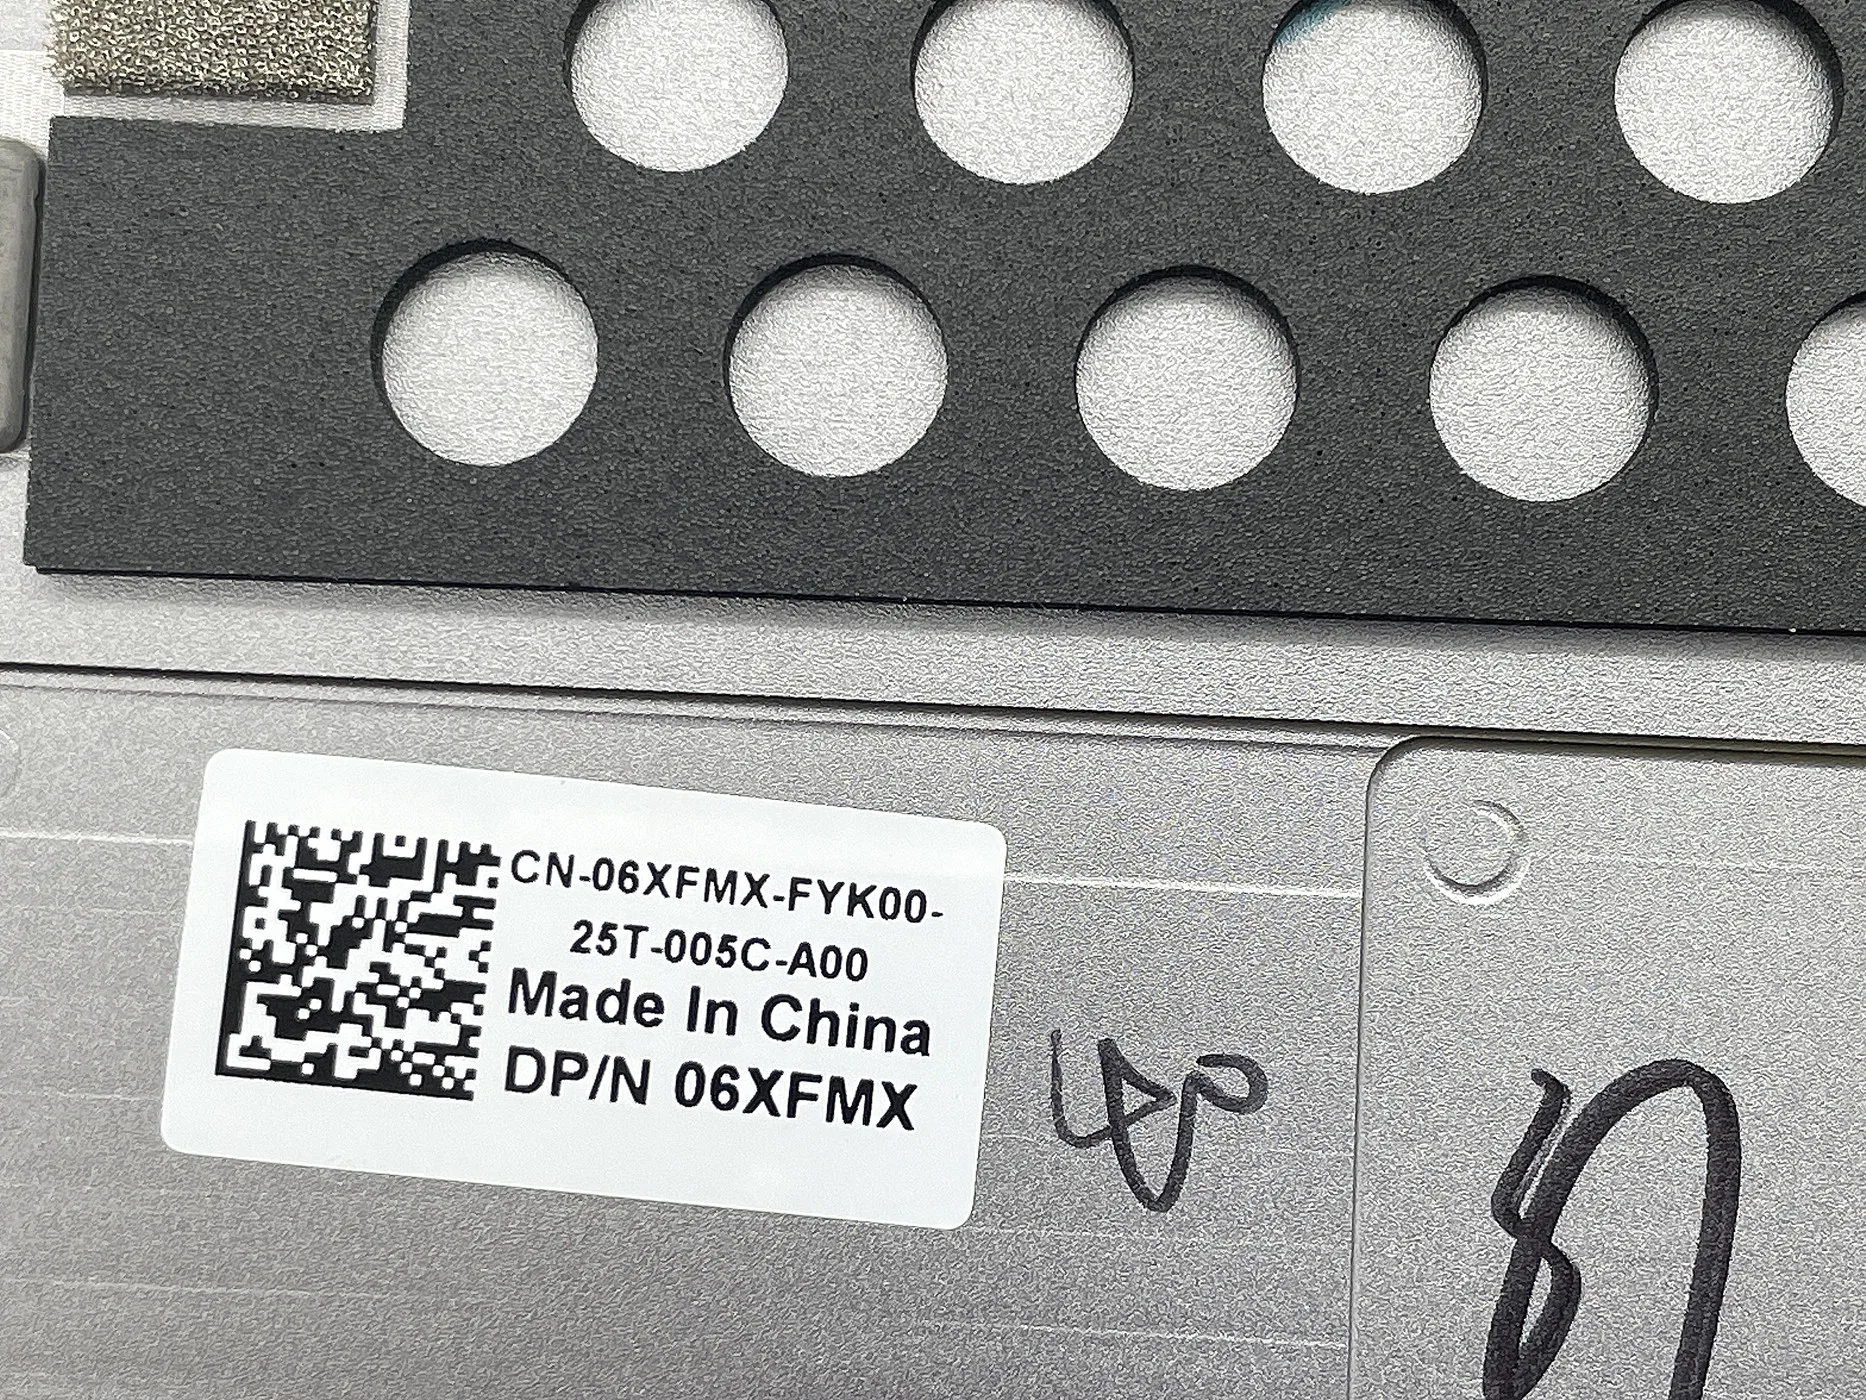 CN-06XFMX-FYK00-
25T-005C-A00
Made In China
DP/N 06XFMX